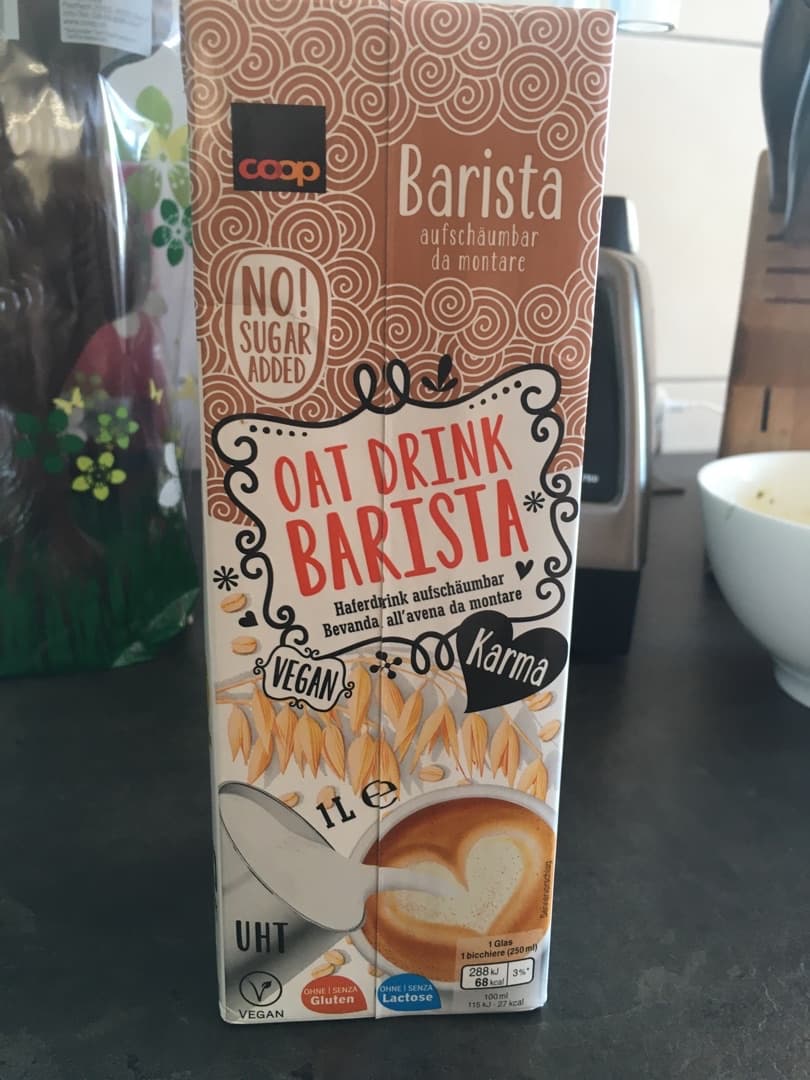 coop
Barista
aufschäumbar
da montare
NO!
SUGAR
ADDED
OAT DRINK
BARISTA
Haferdrink aufschäumbar
Bevanda all'avena da montare
Karma
VEGAN
1L e
UHT
VEGAN
OHNE | SENZA
Gluten
OHNE | SENZA
Lactose
1 Glas
1 bicchiere (250 ml)
288 kJ
68 kcal
3%*
100 ml
115 kJ - 27 kcal